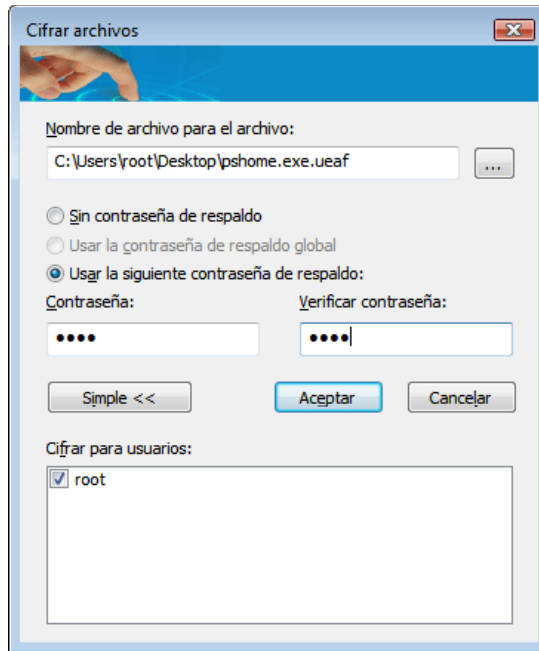 Cifrar archivos
Nombre de archivo para el archivo:
C:\Users\root\Desktop\pshome.exe.ueaf
...
Sin contraseña de respaldo
Usar la contraseña de respaldo global
Usar la siguiente contraseña de respaldo:
Contraseña: Verificar contraseña:
•••• ••••
Simple << Aceptar Cancelar
Cifrar para usuarios:
root